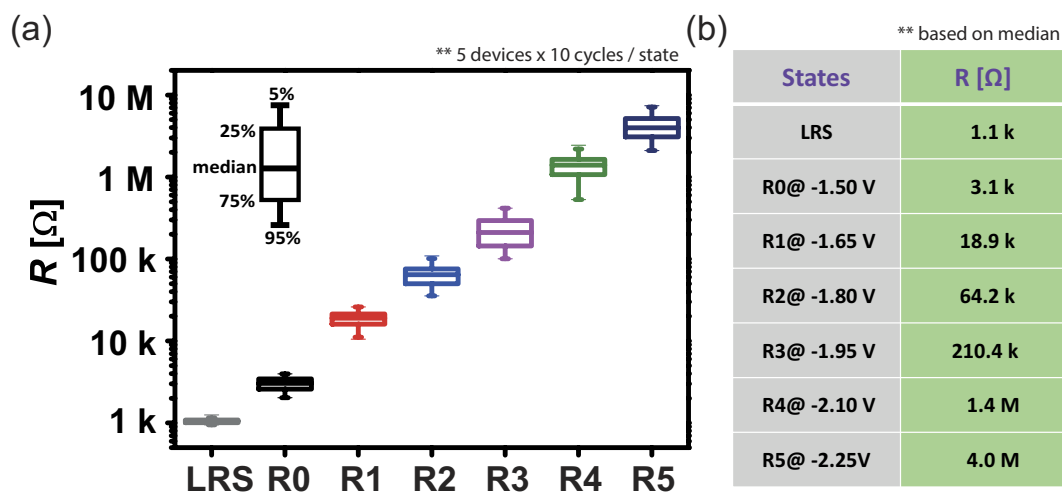 (a)
** 5 devices x 10 cycles / state
R [Ω]
10 M
1 M
100 k
10 k
1 k
5%
25%
median
75%
95%
LRS R0 R1 R2 R3 R4 R5
(b)
** based on median
States R [Ω]
LRS 1.1 k
R0@ -1.50 V 3.1 k
R1@ -1.65 V 18.9 k
R2@ -1.80 V 64.2 k
R3@ -1.95 V 210.4 k
R4@ -2.10 V 1.4 M
R5@ -2.25V 4.0 M